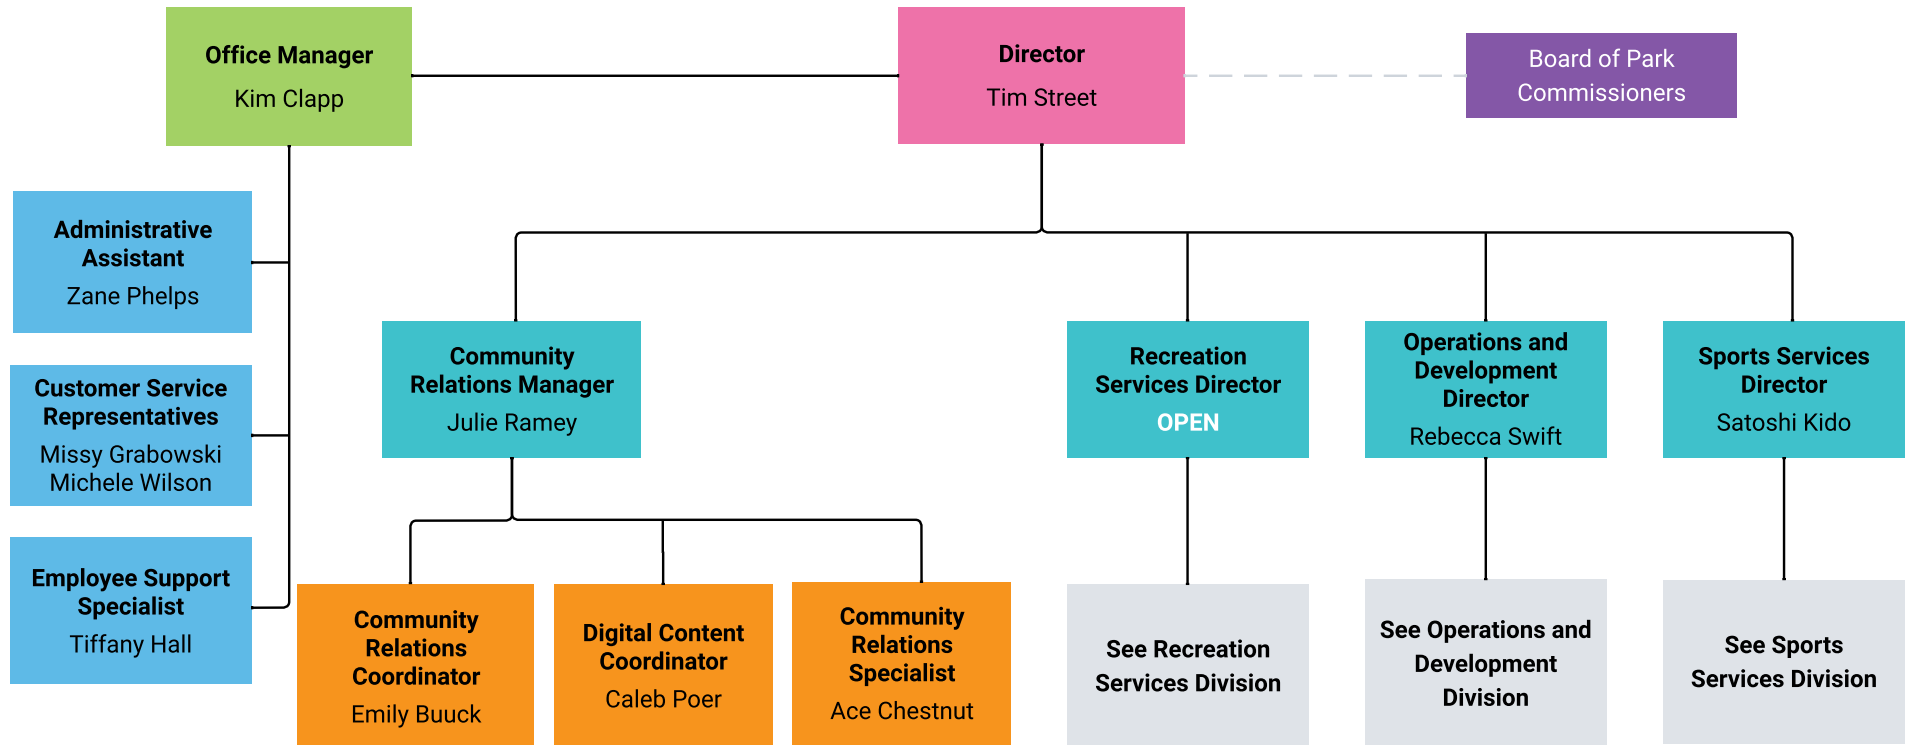 Office Manager
Kim Clapp
Director
Tim Street
Board of Park
Commissioners
Administrative
Assistant
Zane Phelps
Customer Service
Representatives
Missy Grabowski
Michele Wilson
Employee Support
Specialist
Tiffany Hall
Community
Relations Manager
Julie Ramey
Recreation
Services Director
OPEN
Operations and
Development
Director
Rebecca Swift
Sports Services
Director
Satoshi Kido
Community
Relations
Coordinator
Emily Buuck
Digital Content
Coordinator
Caleb Poer
Community
Relations
Specialist
Ace Chestnut
See Recreation
Services Division
See Operations and
Development
Division
See Sports
Services Division